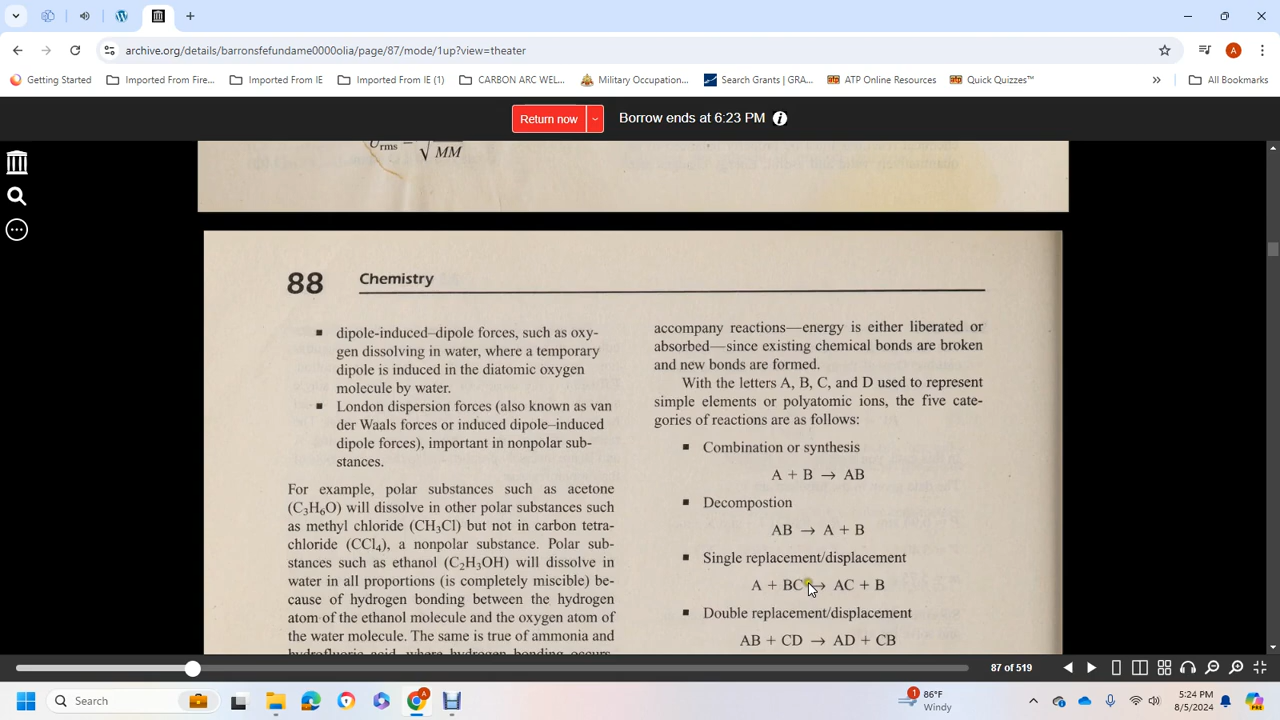 archive.org/details/barronsfefundame0000olia/page/87/mode/1up?view=theater
A
Getting Started
Imported From Fire...
Imported From IE
Imported From IE (1)
CARBON ARC WEL...
Military Occupation...
Search Grants | GRA...
ATP Online Resources
Quick Quizzes™
»
All Bookmarks
Return now
Borrow ends at 6:23 PM
Urms = √ MM
88 Chemistry
▪ dipole-induced–dipole forces, such as oxy-
gen dissolving in water, where a temporary
dipole is induced in the diatomic oxygen
molecule by water.
▪ London dispersion forces (also known as van
der Waals forces or induced dipole–induced
dipole forces), important in nonpolar sub-
stances.
For example, polar substances such as acetone
(C₃H₆O) will dissolve in other polar substances such
as methyl chloride (CH₃Cl) but not in carbon tetra-
chloride (CCl₄), a nonpolar substance. Polar sub-
stances such as ethanol (C₂H₃OH) will dissolve in
water in all proportions (is completely miscible) be-
cause of hydrogen bonding between the hydrogen
atom of the ethanol molecule and the oxygen atom of
the water molecule. The same is true of ammonia and
hydrofluoric acid, where hydrogen bonding occurs.
accompany reactions—energy is either liberated or
absorbed—since existing chemical bonds are broken
and new bonds are formed.
With the letters A, B, C, and D used to represent
simple elements or polyatomic ions, the five cate-
gories of reactions are as follows:
▪ Combination or synthesis
A + B → AB
▪ Decompostion
AB → A + B
▪ Single replacement/displacement
A + BC → AC + B
▪ Double replacement/displacement
AB + CD → AD + CB
87 of 519
Search
1
86°F
Windy
5:24 PM
8/5/2024